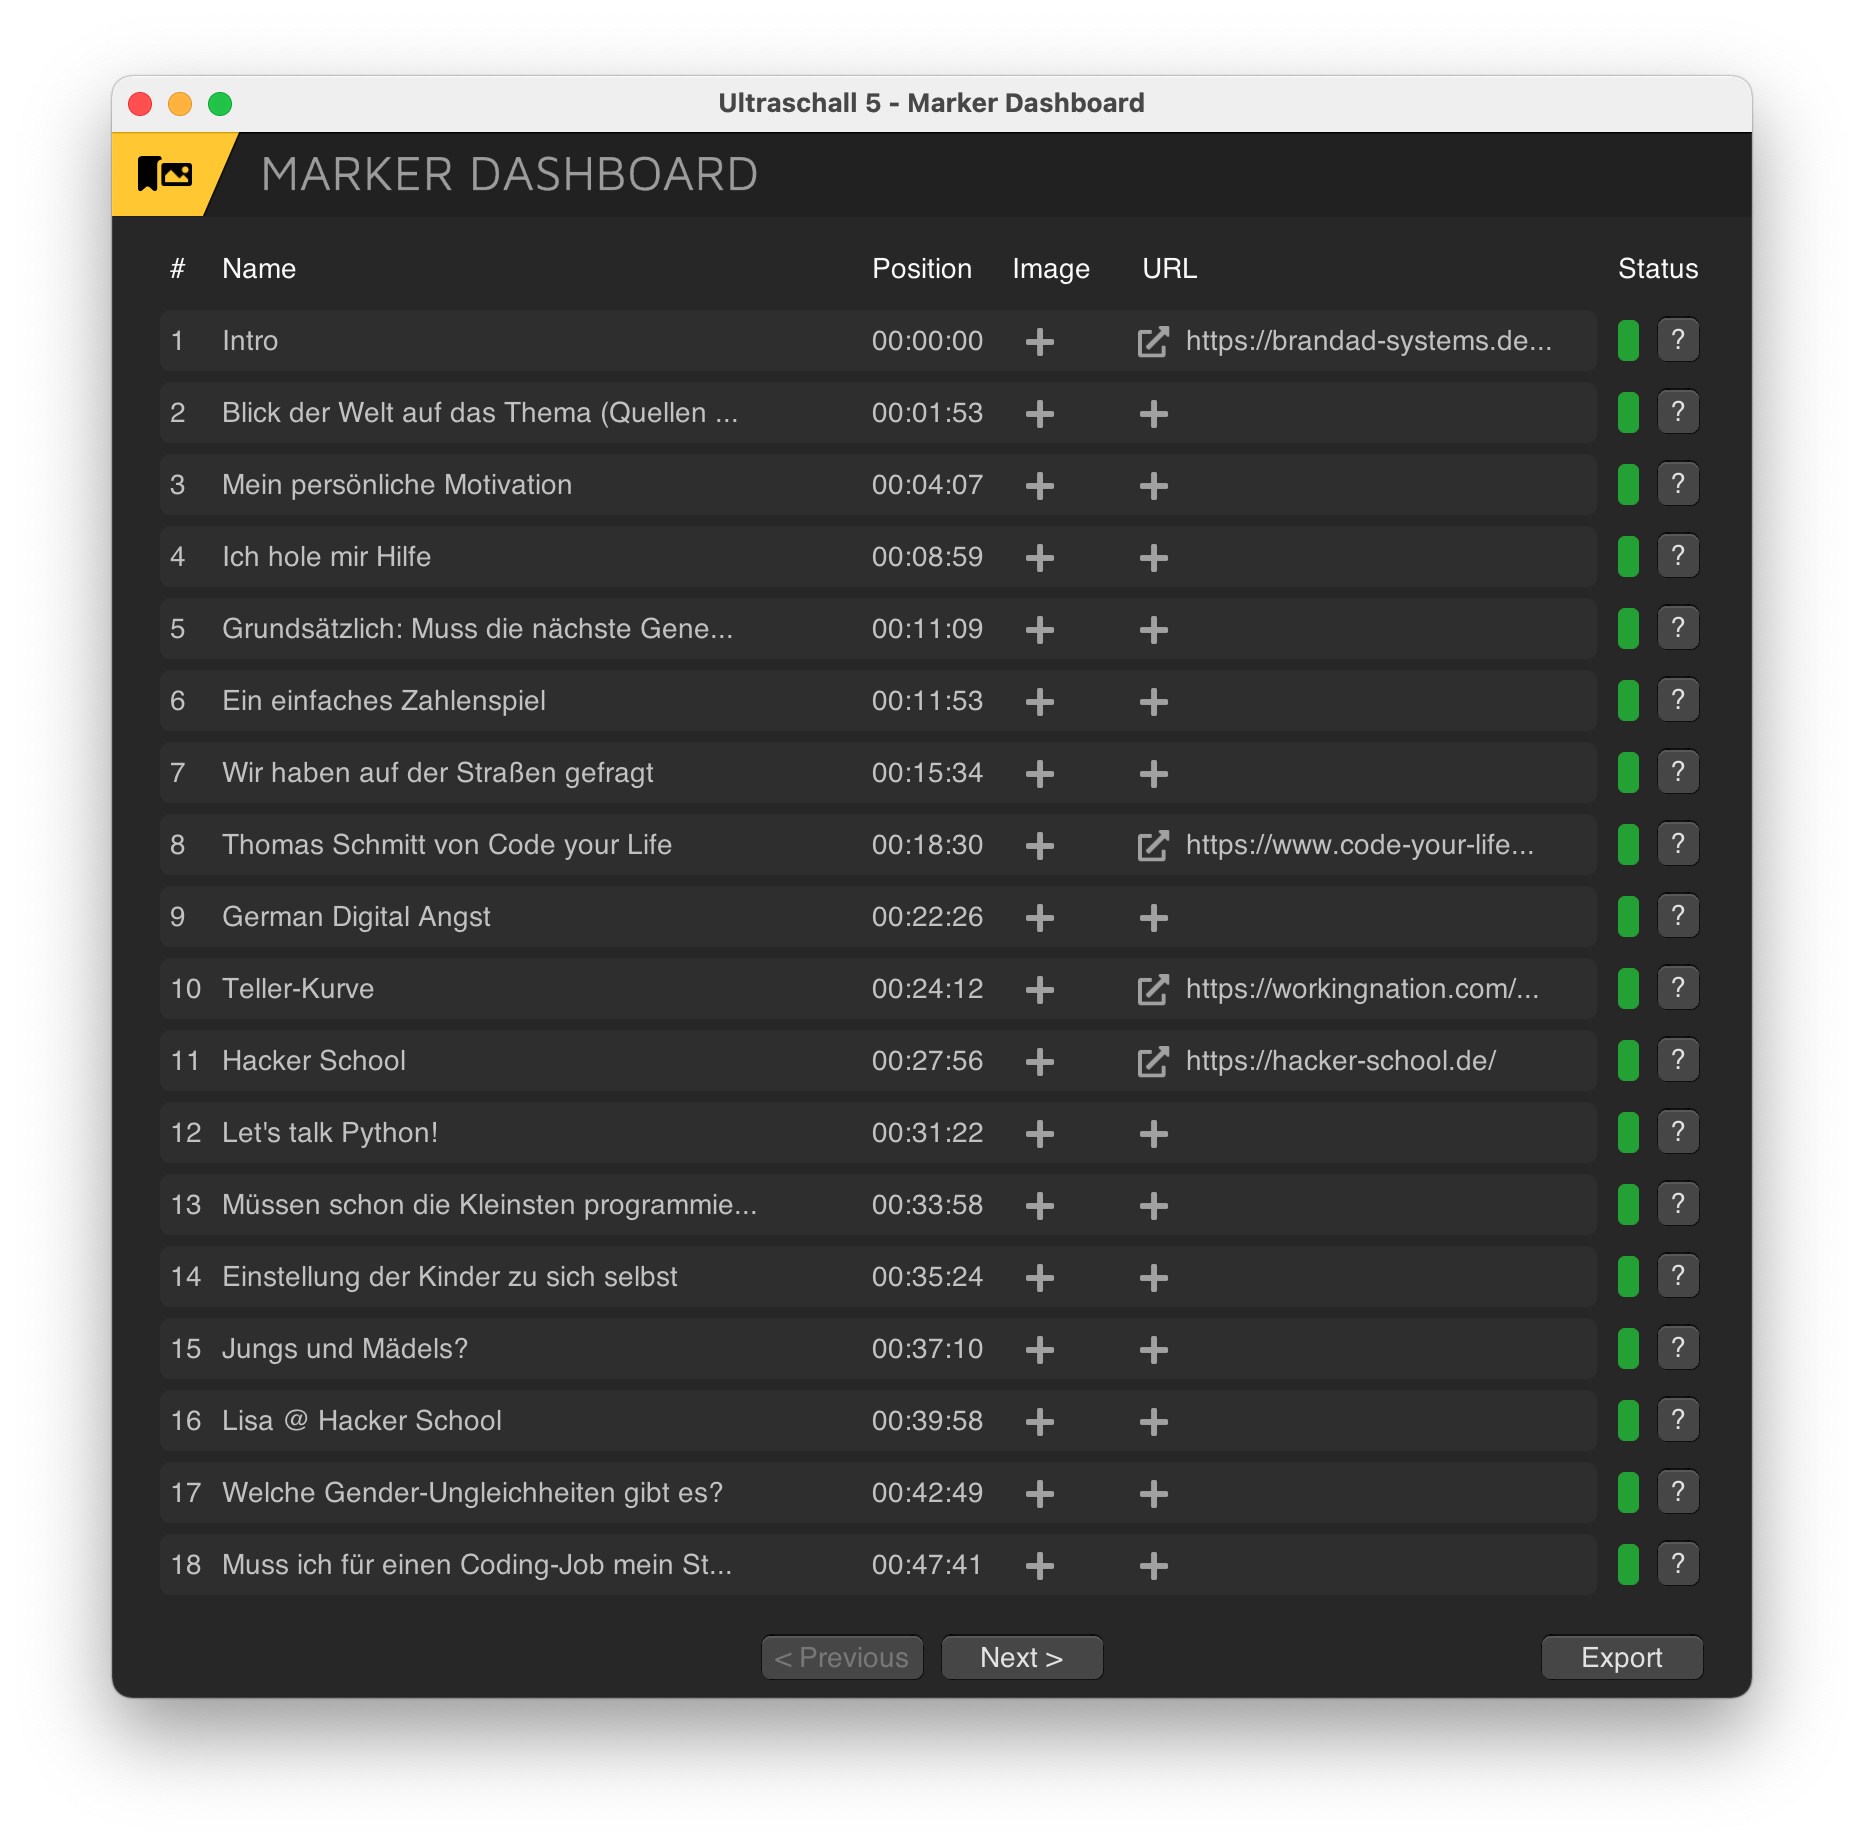 Ultraschall 5 - Marker Dashboard
MARKER DASHBOARD
# Name Position Image URL Status
1 Intro 00:00:00 + https://brandad-systems.de... ?
2 Blick der Welt auf das Thema (Quellen ... 00:01:53 + + ?
3 Mein persönliche Motivation 00:04:07 + + ?
4 Ich hole mir Hilfe 00:08:59 + + ?
5 Grundsätzlich: Muss die nächste Gene... 00:11:09 + + ?
6 Ein einfaches Zahlenspiel 00:11:53 + + ?
7 Wir haben auf der Straßen gefragt 00:15:34 + + ?
8 Thomas Schmitt von Code your Life 00:18:30 + https://www.code-your-life... ?
9 German Digital Angst 00:22:26 + + ?
10 Teller-Kurve 00:24:12 + https://workingnation.com/... ?
11 Hacker School 00:27:56 + https://hacker-school.de/ ?
12 Let's talk Python! 00:31:22 + + ?
13 Müssen schon die Kleinsten programmie... 00:33:58 + + ?
14 Einstellung der Kinder zu sich selbst 00:35:24 + + ?
15 Jungs und Mädels? 00:37:10 + + ?
16 Lisa @ Hacker School 00:39:58 + + ?
17 Welche Gender-Ungleichheiten gibt es? 00:42:49 + + ?
18 Muss ich für einen Coding-Job mein St... 00:47:41 + + ?
< Previous Next > Export